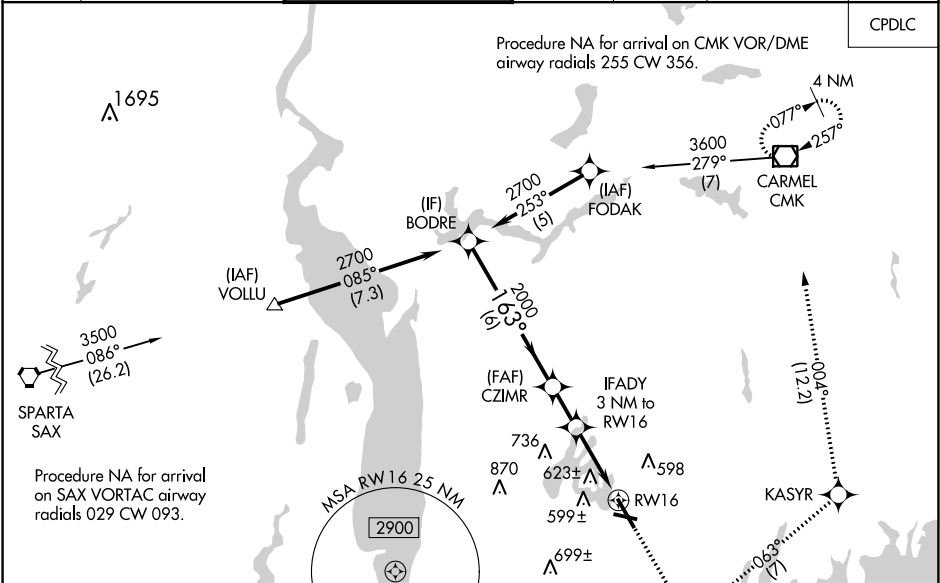 CPDLC
Procedure NA for arrival on CMK VOR/DME
airway radials 255 CW 356.
1695
4 NM
077°
257°
3600
279°
(7)
CARMEL
CMK
2700
253°
(5)
(IAF)
FODAK
(IF)
BODRE
2700
085°
(7.3)
(IAF)
VOLLU
2000
163°
(6)
3500
086°
(26.2)
SPARTA
SAX
(FAF)
CZIMR
IFADY
3 NM to
RW16
004°
(12.2)
736
870
623±
598
599±
RW16
KASYR
Procedure NA for arrival
on SAX VORTAC airway
radials 029 CW 093.
MSA RW16 25 NM
2900
699±
063°
(7)